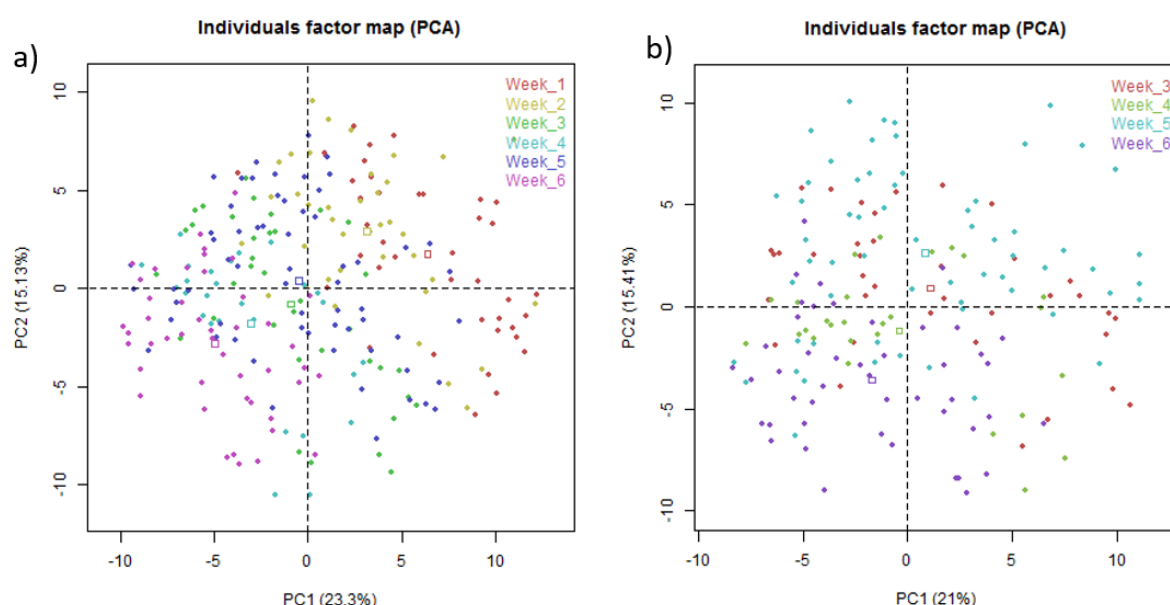 a)
Individuals factor map (PCA)
Week_1
Week_2
Week_3
Week_4
Week_5
Week_6
10
5
0
-5
-10
PC2 (15.13%)
-10
-5
0
5
10
PC1 (23.3%)
b)
Individuals factor map (PCA)
Week_3
Week_4
Week_5
Week_6
10
5
0
-5
-10
PC2 (15.41%)
-10
-5
0
5
10
PC1 (21%)